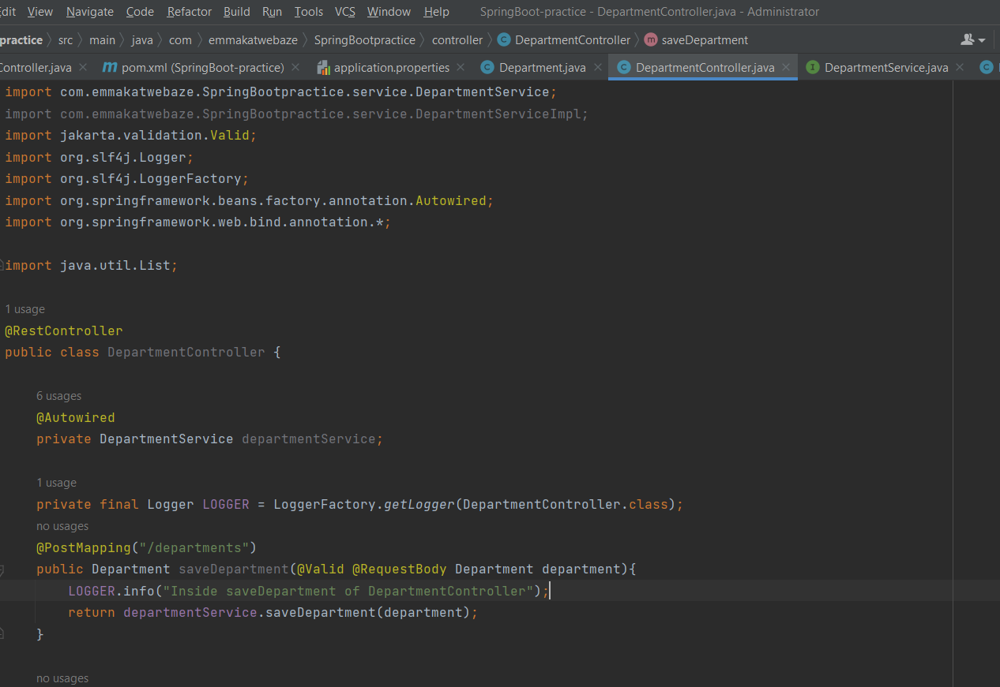 Edit View Navigate Code Refactor Build Run Tools VCS Window Help SpringBoot-practice - DepartmentController.java - Administrator
practice src main java com emmakatwebaze SpringBootpractice controller C DepartmentController m saveDepartment
Controller.java m pom.xml (SpringBoot-practice) application.properties C Department.java C DepartmentController.java I DepartmentService.java C
import com.emmakatwebaze.SpringBootpractice.service.DepartmentService;
import com.emmakatwebaze.SpringBootpractice.service.DepartmentServiceImpl;
import jakarta.validation.Valid;
import org.slf4j.Logger;
import org.slf4j.LoggerFactory;
import org.springframework.beans.factory.annotation.Autowired;
import org.springframework.web.bind.annotation.*;
import java.util.List;
1 usage
@RestController
public class DepartmentController {
6 usages
@Autowired
private DepartmentService departmentService;
1 usage
private final Logger LOGGER = LoggerFactory.getLogger(DepartmentController.class);
no usages
@PostMapping("/departments")
public Department saveDepartment(@Valid @RequestBody Department department){
LOGGER.info("Inside saveDepartment of DepartmentController");
return departmentService.saveDepartment(department);
}
no usages